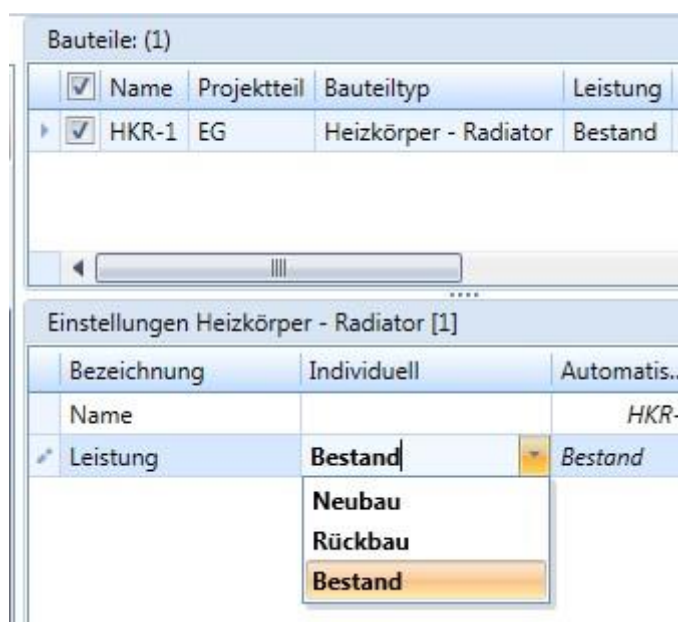 Bauteile: (1)
Name Projektteil Bauteiltyp Leistung
HKR-1 EG Heizkörper - Radiator Bestand
Einstellungen Heizkörper - Radiator [1]
Bezeichnung Individuell Automatis..
Name HKR-
Leistung Bestand Bestand
Neubau
Rückbau
Bestand